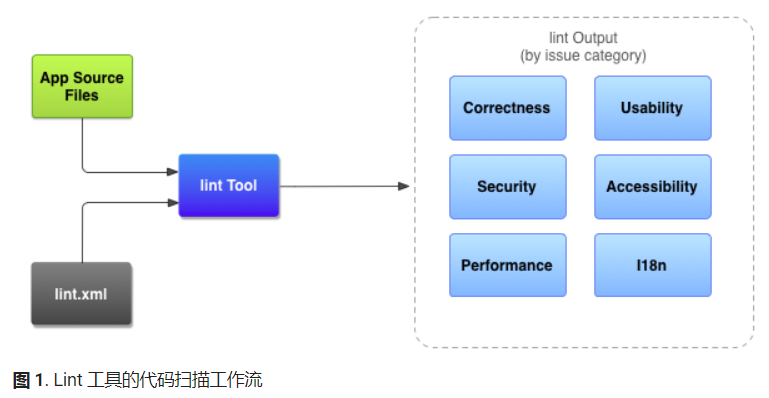 lint Output
(by issue category)
App Source
Files
Correctness
Usability
lint Tool
Security
Accessibility
lint.xml
Performance
I18n
图 1. Lint 工具的代码扫描工作流